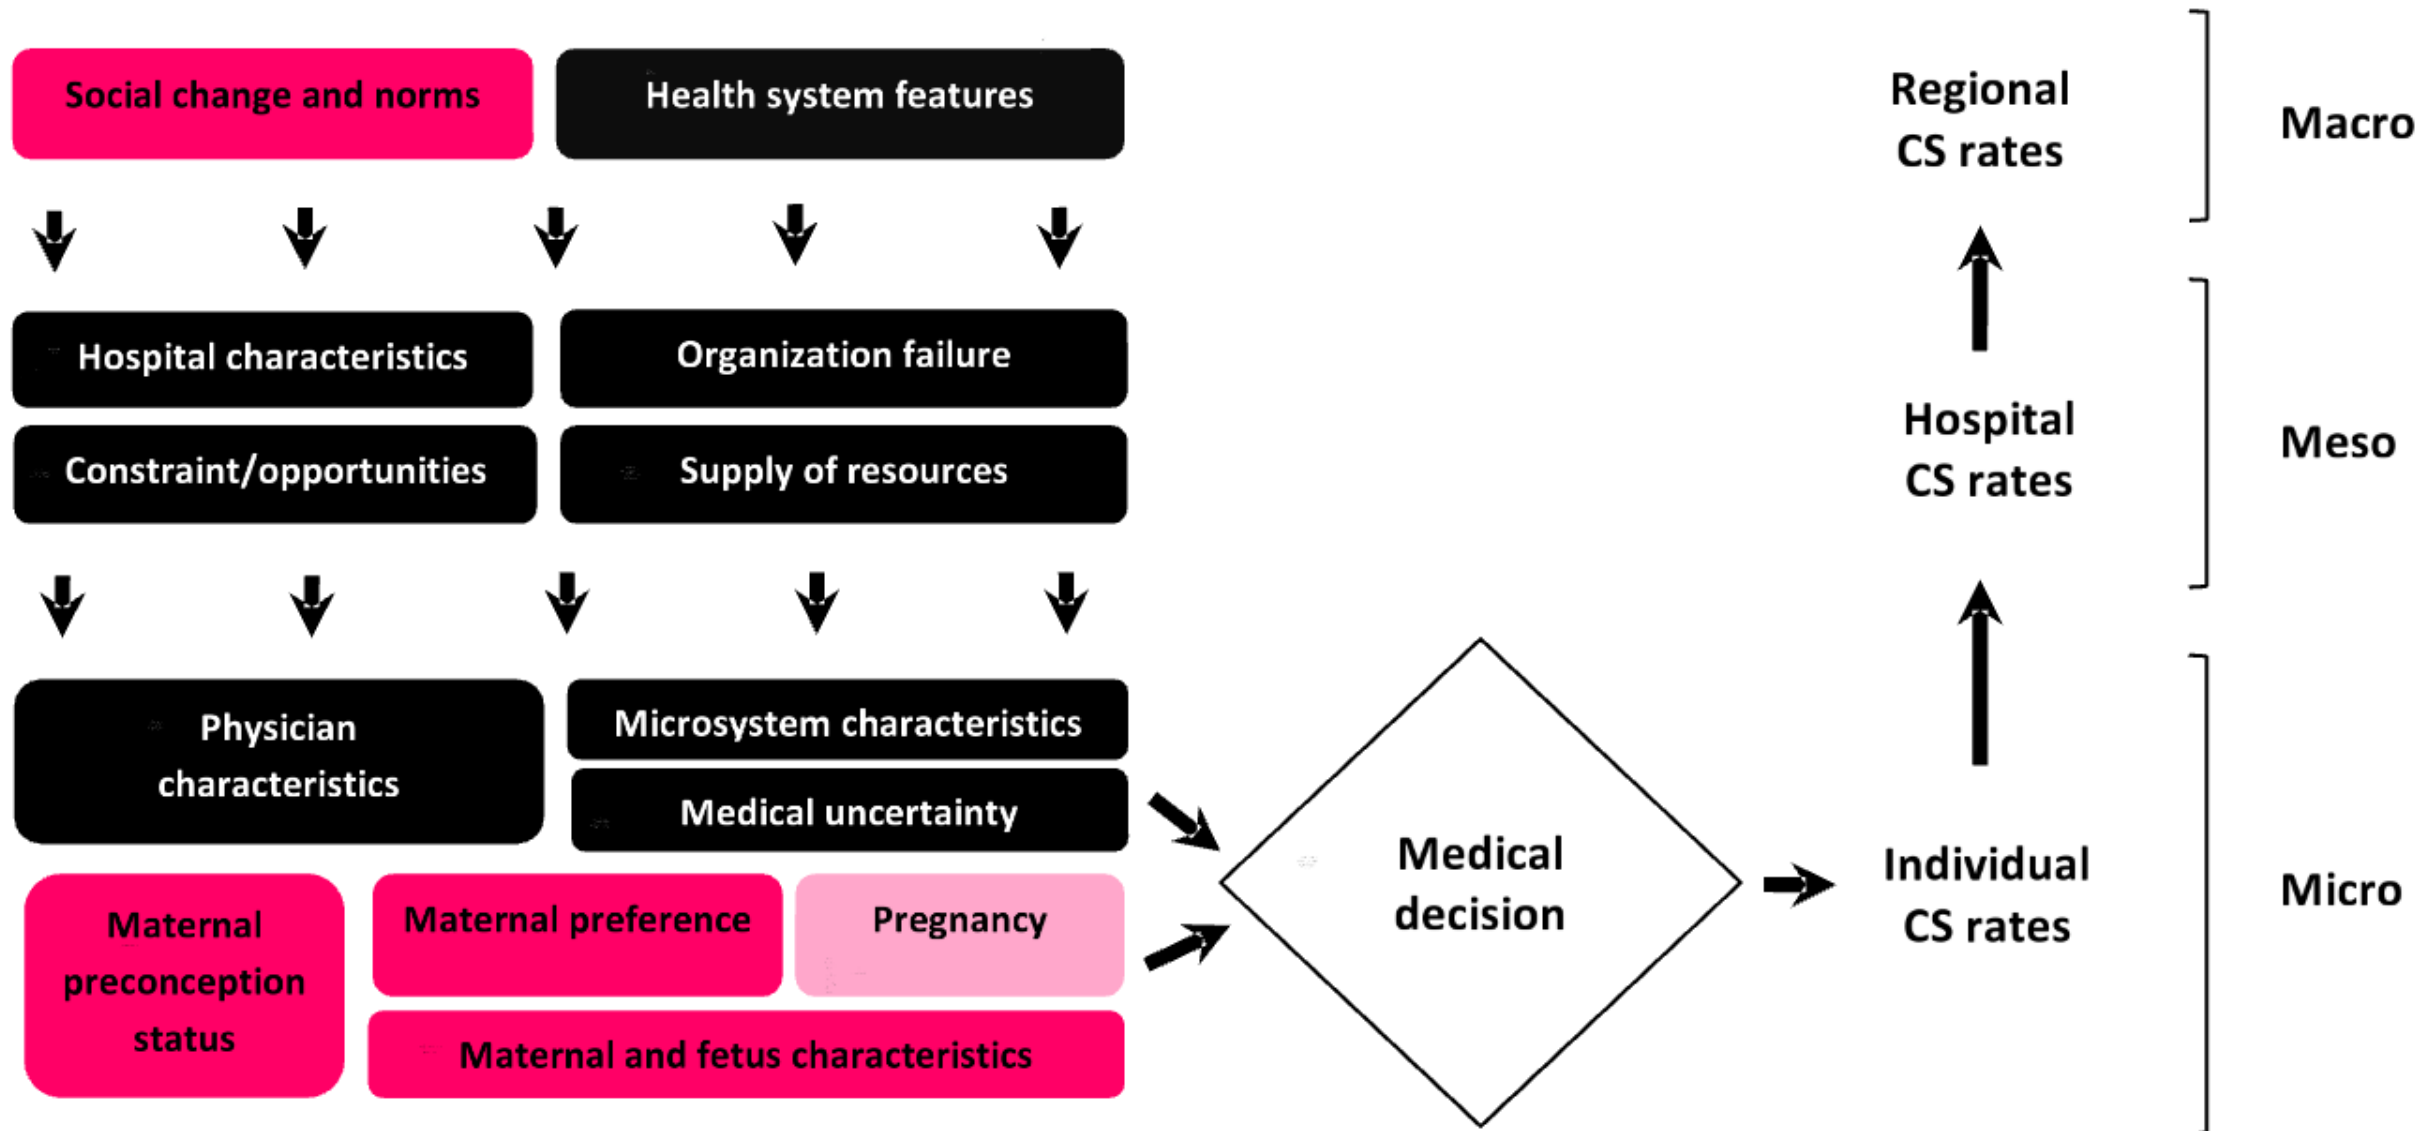 Social change and norms
Health system features
Regional
CS rates
Macro
Hospital characteristics
Organization failure
Constraint/opportunities
Supply of resources
Hospital
CS rates
Meso
Physician
characteristics
Microsystem characteristics
Medical uncertainty
Maternal
preconception
status
Maternal preference
Pregnancy
Maternal and fetus characteristics
Medical
decision
Individual
CS rates
Micro